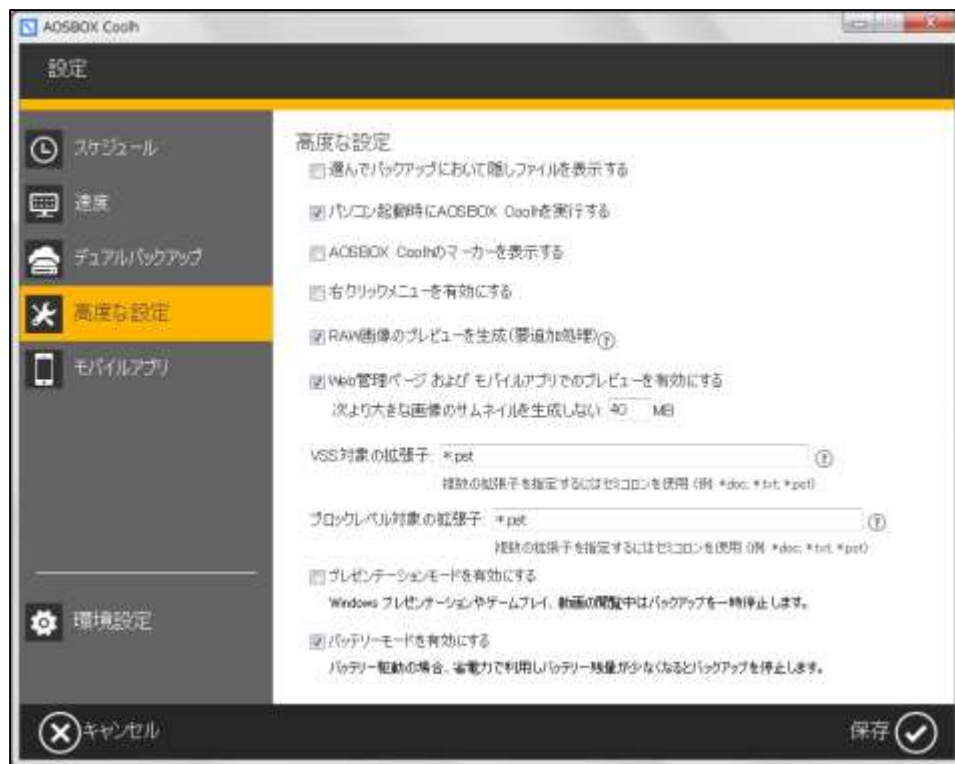 AOSBOX Coolh
設定
スケジュール
速度
デュアルバックアップ
高度な設定
モバイルアプリ
環境設定
高度な設定
選んでバックアップにおいて隠しファイルを表示する
パソコン起動時にAOSBOX Coolhを実行する
AOSBOX Coolhのマーカーを表示する
右クリックメニューを有効にする
RAW画像のプレビューを生成(要追加処理)?
Web管理ページ および モバイルアプリでのプレビューを有効にする
次より大きな画像のサムネイルを生成しない 40 MB
VSS対象の拡張子: *.pst ?
複数の拡張子を指定するにはセミコロンを使用 (例: *.doc; *.txt; *.pst)
ブロックレベル対象の拡張子: *.pst ?
複数の拡張子を指定するにはセミコロンを使用 (例: *.doc; *.txt; *.pst)
プレゼンテーションモードを有効にする
Windows プレゼンテーションやゲームプレイ、動画の閲覧中はバックアップを一時停止します。
バッテリーモードを有効にする
バッテリー駆動の場合、省電力で利用しバッテリー残量が少なくなるとバックアップを停止します。
キャンセル
保存